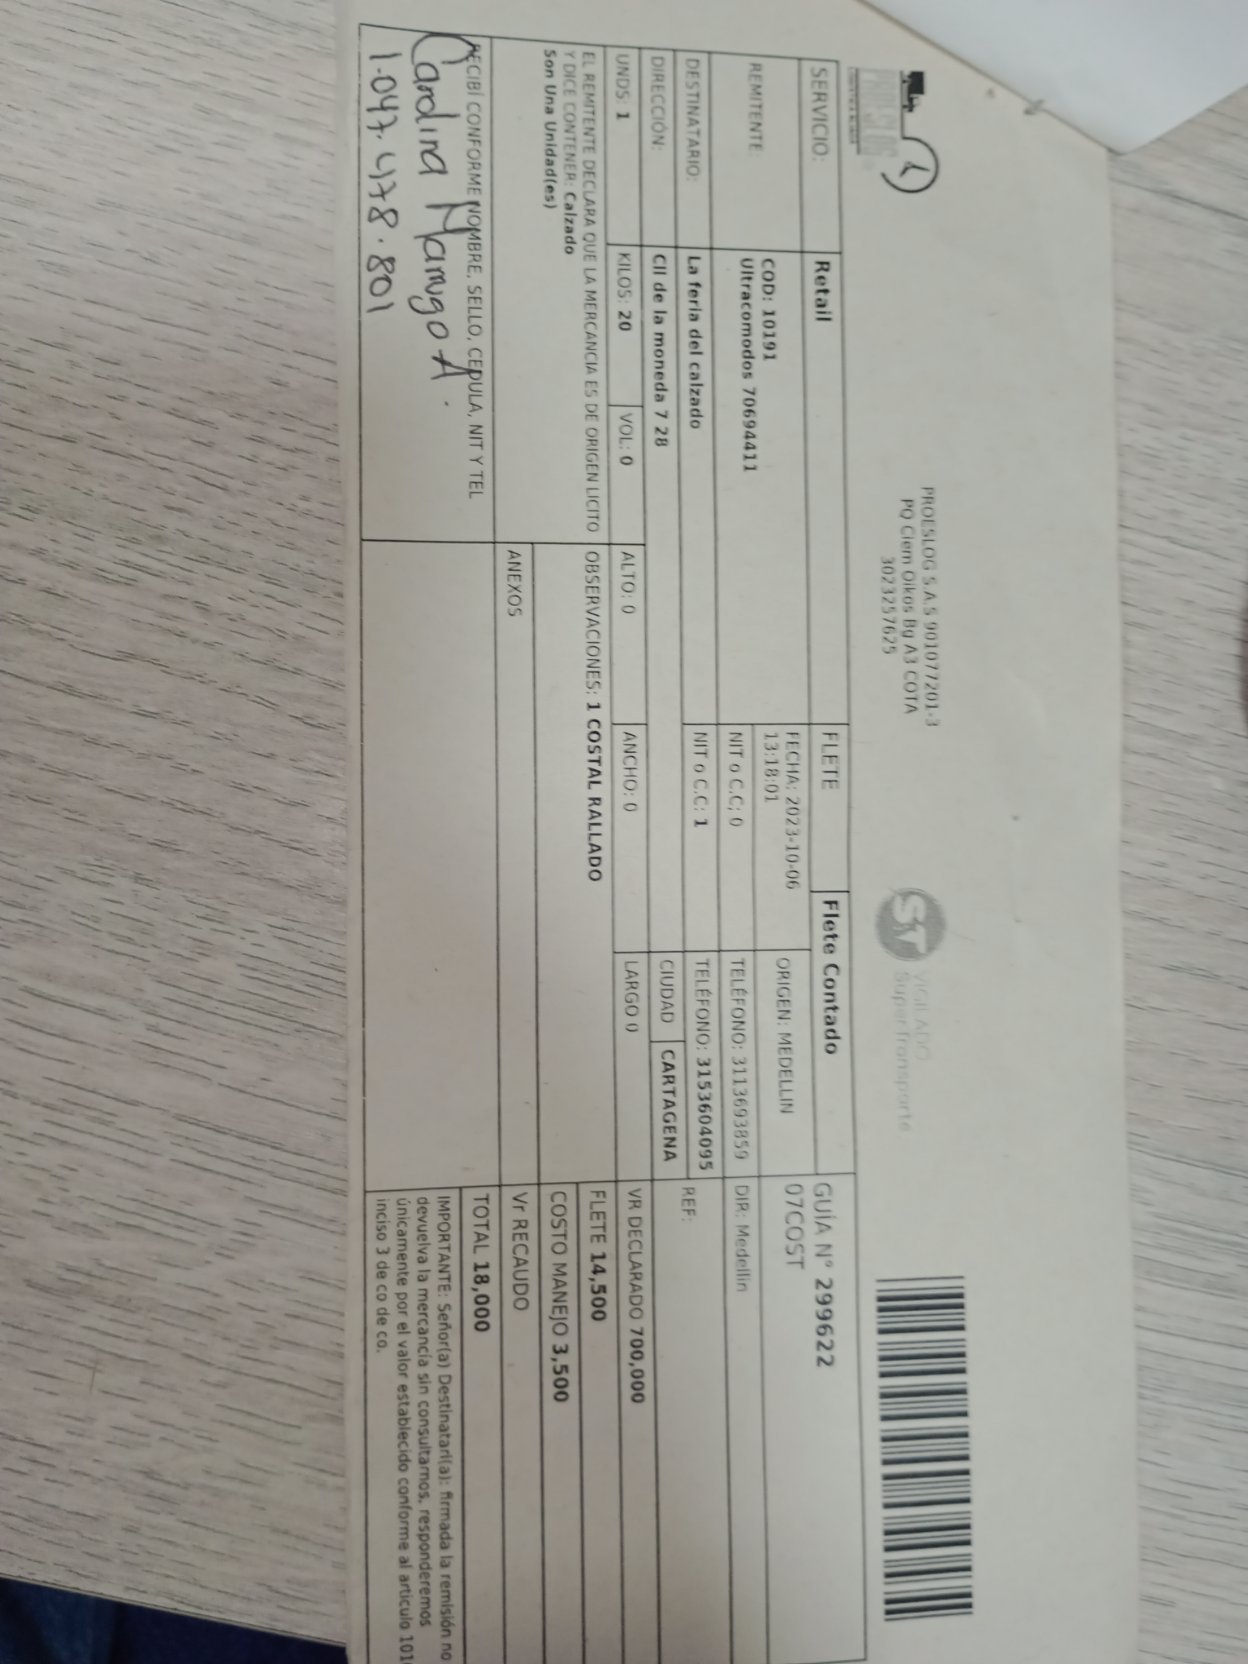 PROESLOG S.A.S 901077201-3
PQ Ciem Oikos Bg A3 COTA
3023257625
VIGILADO
SuperTransporte
SERVICIO: Retail FLETE Flete Contado GUÍA N° 299622
07COST
REMITENTE: COD: 10191
Ultracomodos 70694411
FECHA: 2023-10-06
13:18:01
ORIGEN: MEDELLIN
NIT o C.C; 0 TELÉFONO: 3113693859 DIR: Medellin
DESTINATARIO: La feria del calzado NIT o C.C: 1 TELÉFONO: 3153604095 REF:
DIRECCIÓN: Cll de la moneda 7 28 CIUDAD CARTAGENA
UNDS: 1 KILOS: 20 VOL: 0 ALTO: 0 ANCHO: 0 LARGO 0 VR DECLARADO 700,000
EL REMITENTE DECLARA QUE LA MERCANCIA ES DE ORIGEN LICITO
Y DICE CONTENER: Calzado
Son Una Unidad(es)
OBSERVACIONES: 1 COSTAL RALLADO
FLETE 14,500
COSTO MANEJO 3,500
ANEXOS
Vr RECAUDO
TOTAL 18,000
RECIBÍ CONFORME NOMBRE, SELLO, CEDULA, NIT Y TEL
Carolina Marrugo A.
1.047.478.801
IMPORTANTE: Señor(a) Destinatari(a): firmada la remisión no
devuelva la mercancía sin consultarnos, responderemos
únicamente por el valor establecido conforme al articulo 101
inciso 3 de co de co.